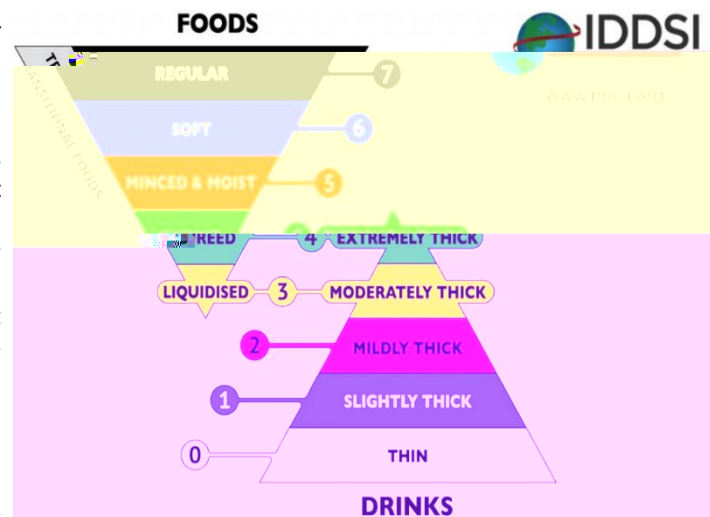 FOODS
IDDSI
REGULAR
7
SOFT
6
MINCED & MOIST
5
4
EXTREMELY THICK
LIQUIDISED
3
MODERATELY THICK
2
MILDLY THICK
1
SLIGHTLY THICK
0
THIN
DRINKS